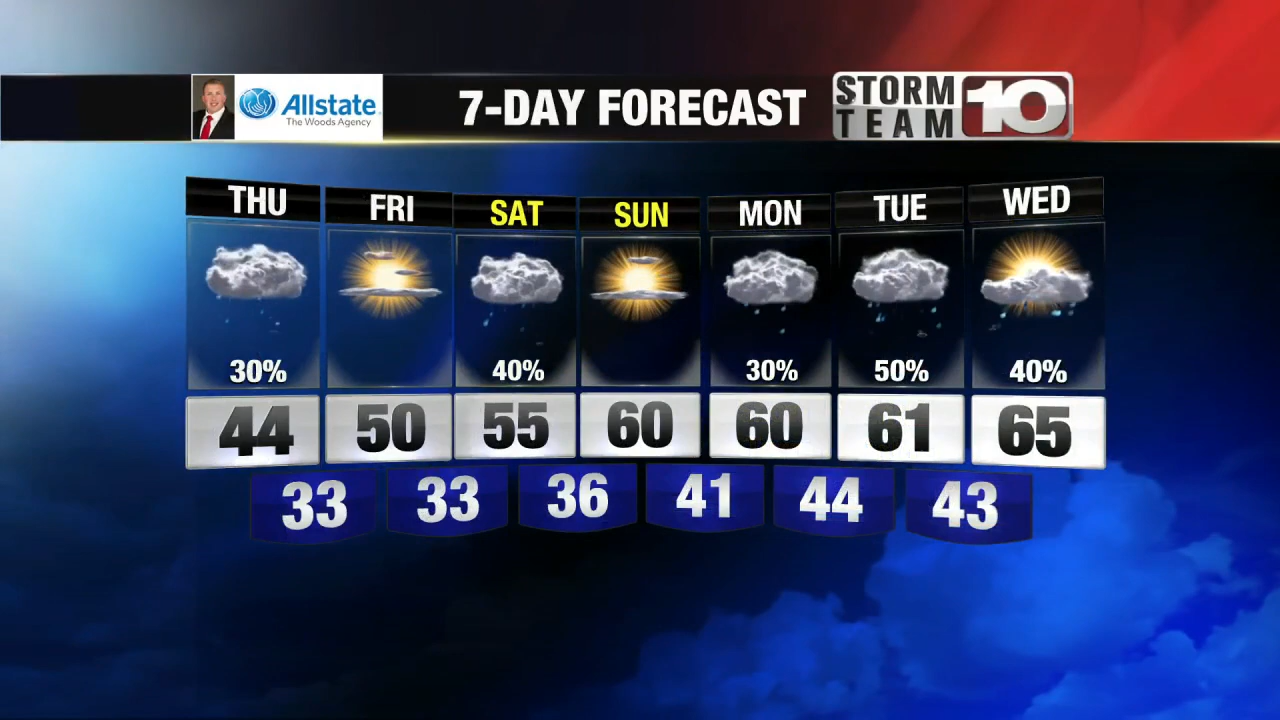 Allstate
The Woods Agency
7-DAY FORECAST
STORM
TEAM
10
THU FRI SAT SUN MON TUE WED
30% 40% 30% 50% 40%
44 50 55 60 60 61 65
33 33 36 41 44 43